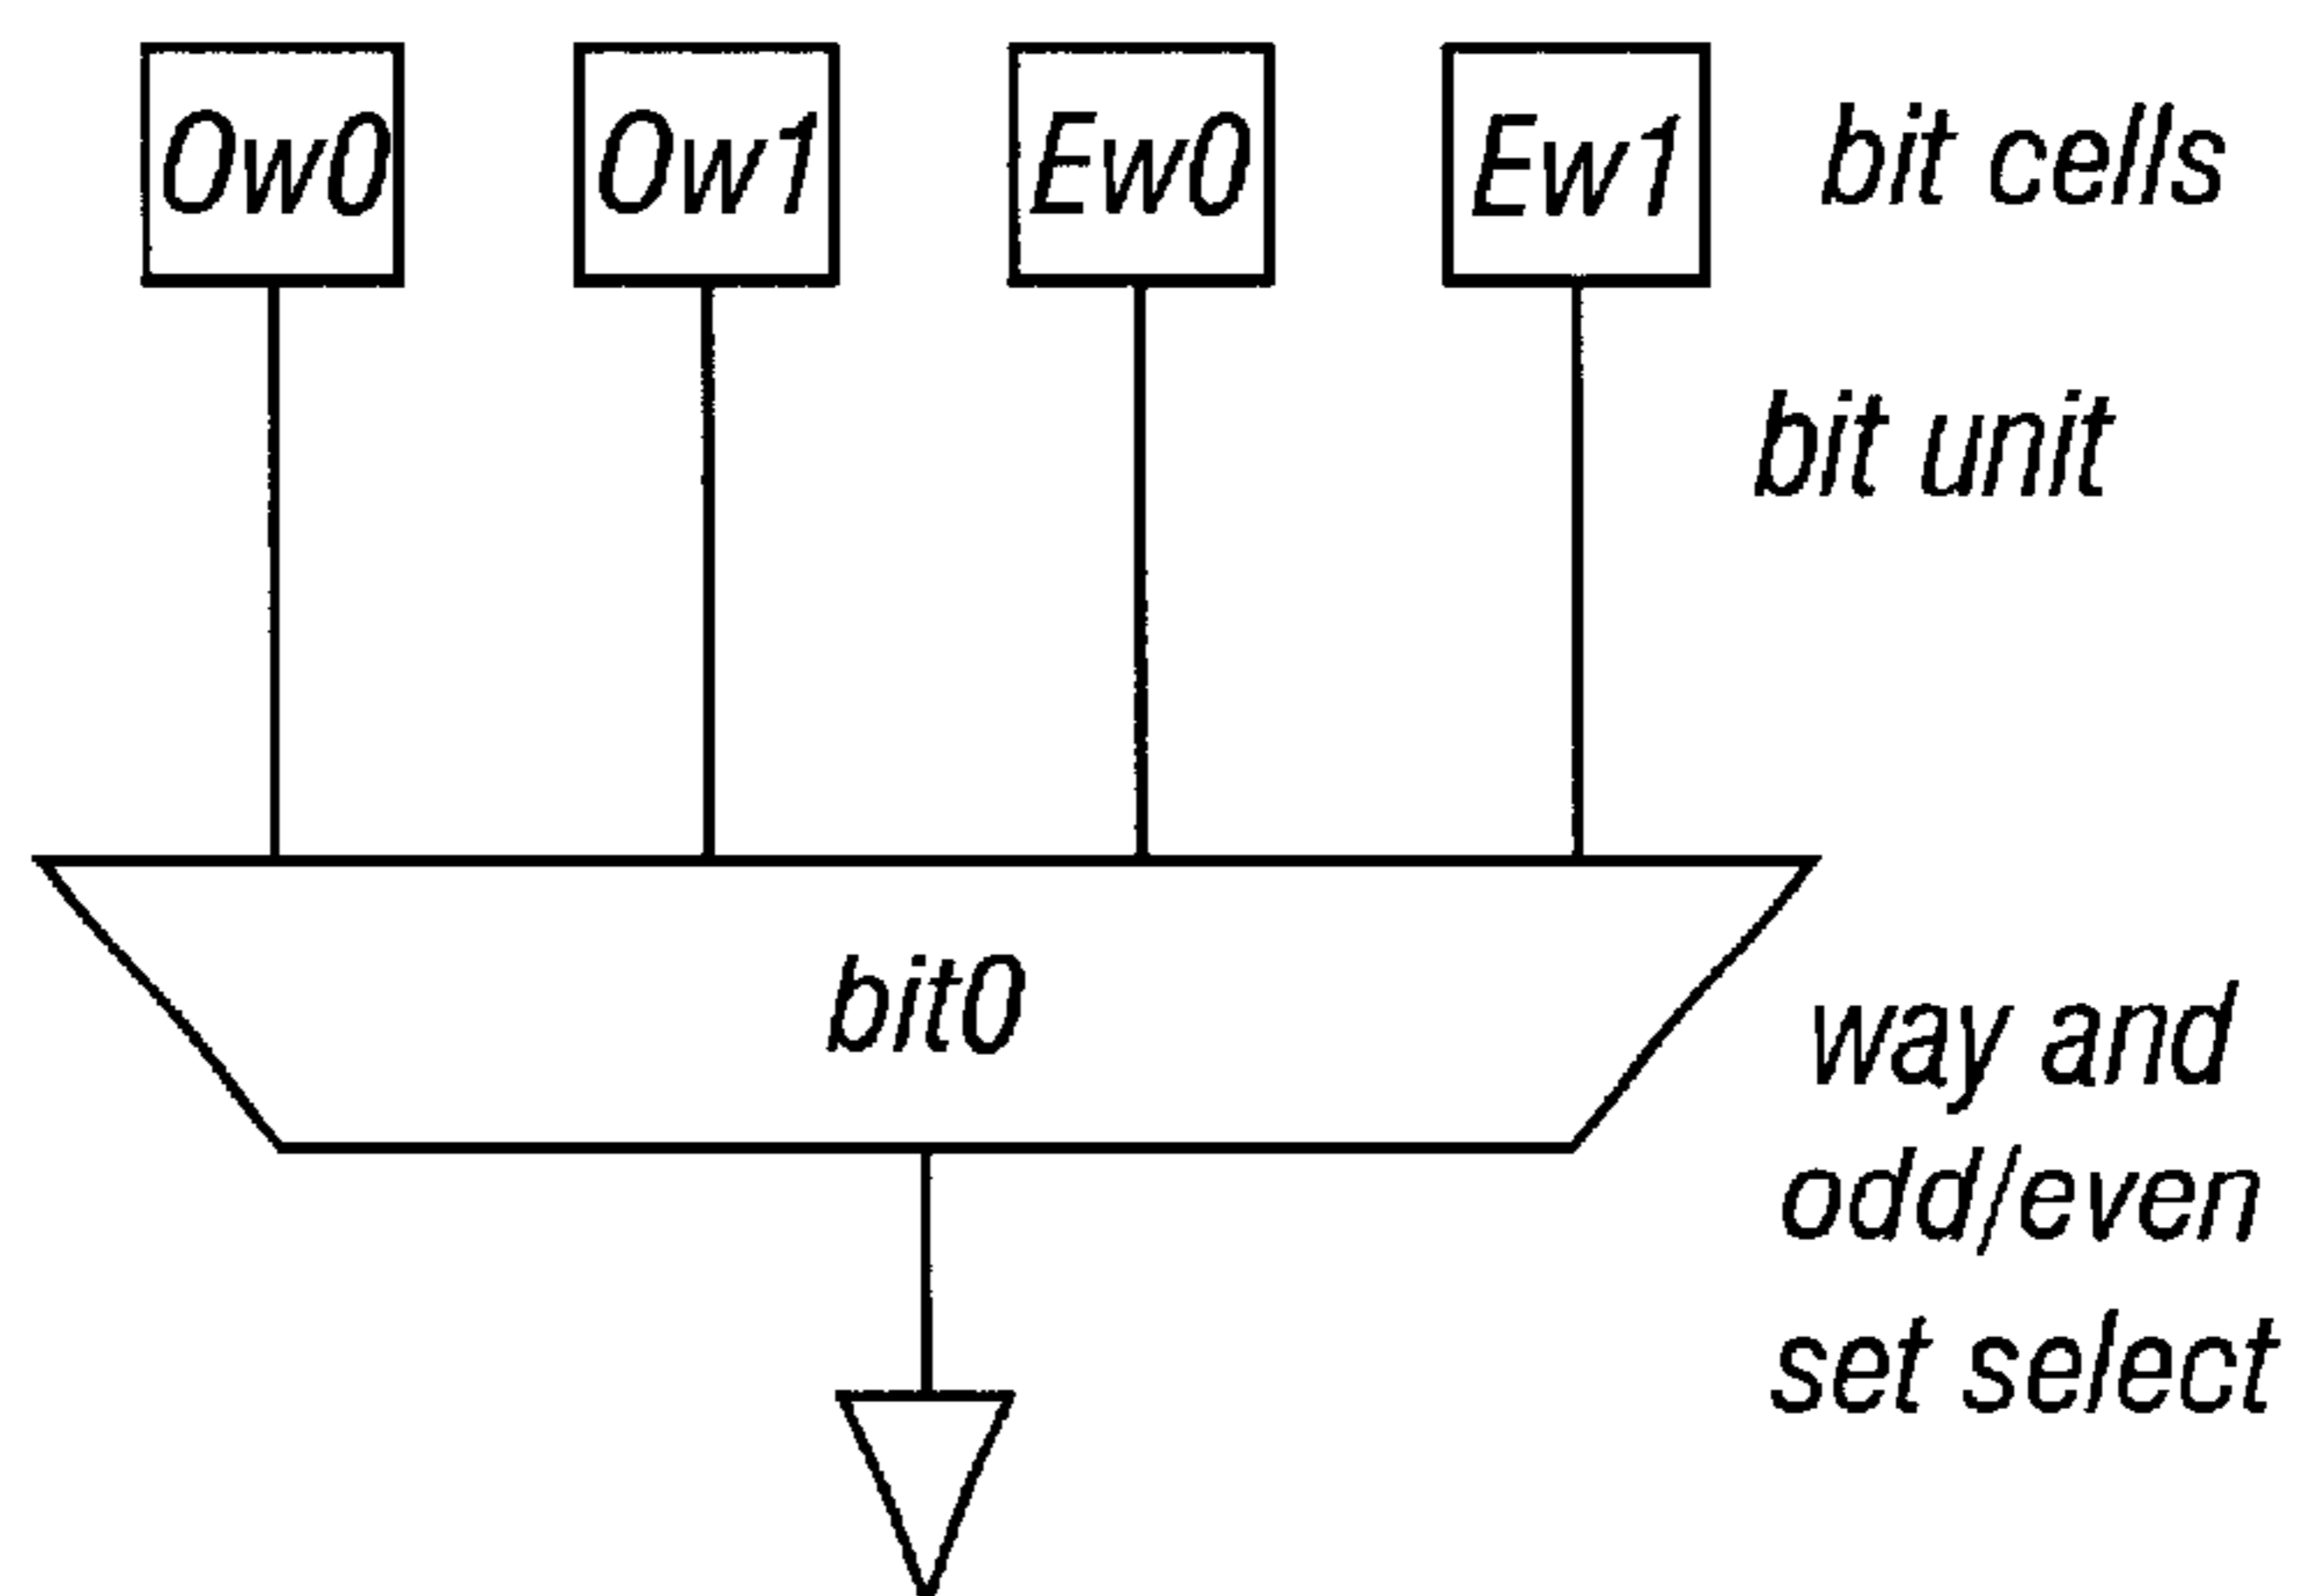 Ow0 Ow1 Ew0 Ew1 bit cells
bit unit
bit0
way and
odd/even
set select